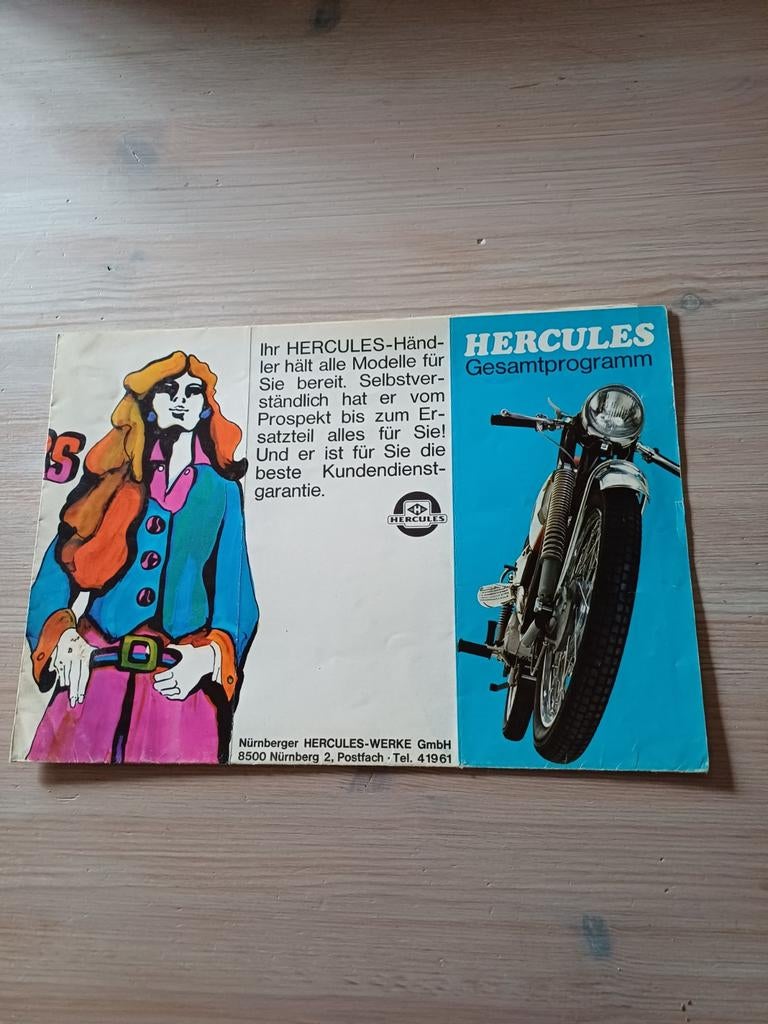 s
Ihr HERCULES-Händ-
ler hält alle Modelle für
Sie bereit. Selbstver-
ständlich hat er vom
Prospekt bis zum Er-
satzteil alles für Sie!
Und er ist für Sie die
beste Kundendienst-
garantie.
H
HERCULES
Nürnberger HERCULES-WERKE GmbH
8500 Nürnberg 2, Postfach · Tel. 41961
HERCULES
Gesamtprogramm